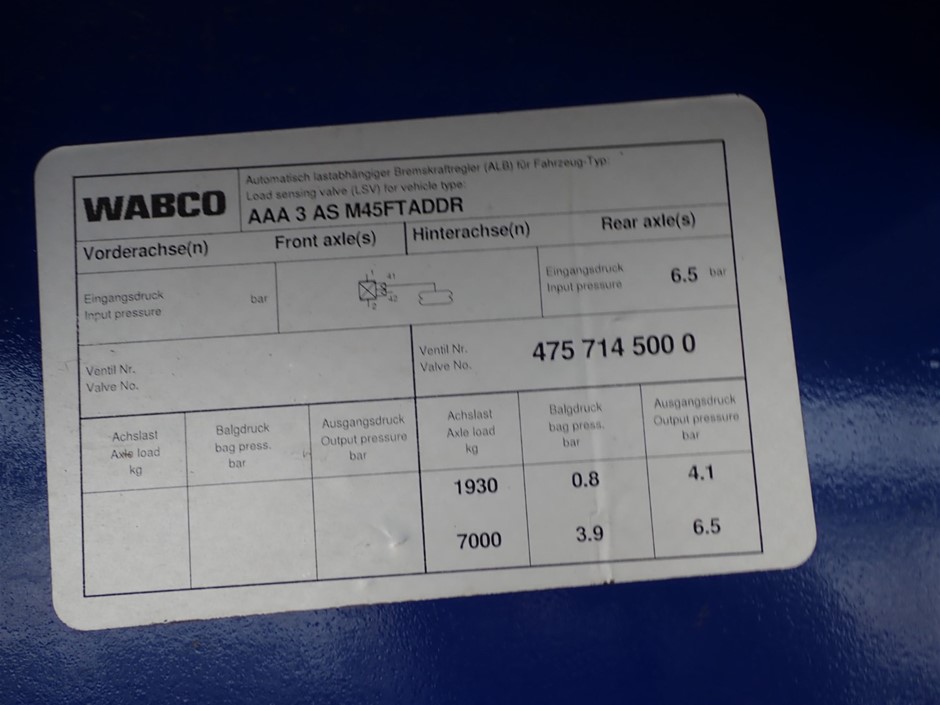 WABCO
Automatisch lastabhängiger Bremskraftregler (ALB) für Fahrzeug-Typ:
Load sensing valve (LSV) for vehicle type:
AAA 3 AS M45FTADDR
Vorderachse(n) Front axle(s) Hinterachse(n) Rear axle(s)
Eingangsdruck
Input pressure
bar
1 41
42
2
Eingangsdruck
Input pressure
6.5 bar
Ventil Nr.
Valve No.
Ventil Nr.
Valve No.
475 714 500 0
Achslast
Axle load
kg
Balgdruck
bag press.
bar
Ausgangsdruck
Output pressure
bar
Achslast
Axle load
kg
Balgdruck
bag press.
bar
Ausgangsdruck
Output pressure
bar
1930 0.8 4.1
7000 3.9 6.5